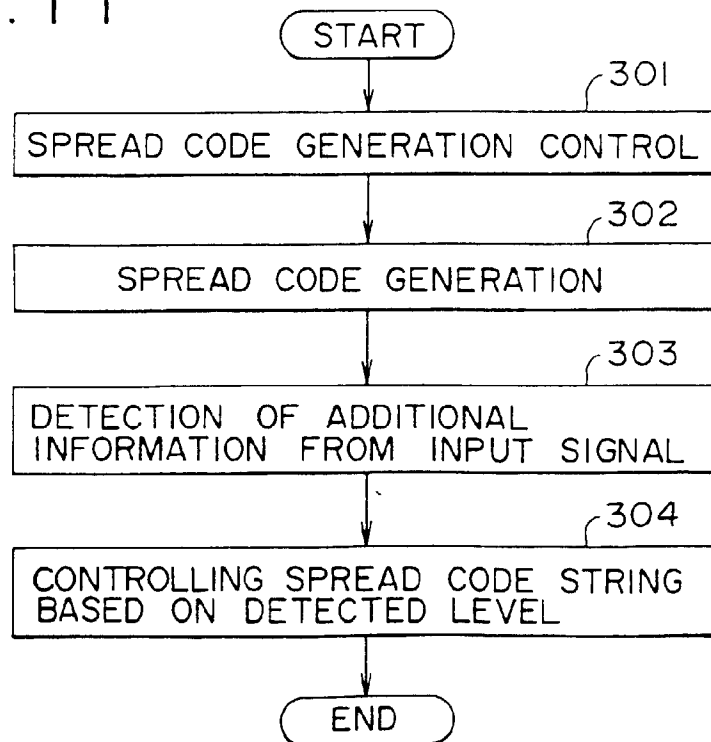 . 11
START
301
SPREAD CODE GENERATION CONTROL
302
SPREAD CODE GENERATION
303
DETECTION OF ADDITIONAL
INFORMATION FROM INPUT SIGNAL
304
CONTROLLING SPREAD CODE STRING
BASED ON DETECTED LEVEL
END